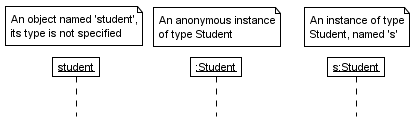 An object named 'student',
its type is not specified
An anonymous instance
of type Student
An instance of type
Student, named 's'
student
:Student
s:Student